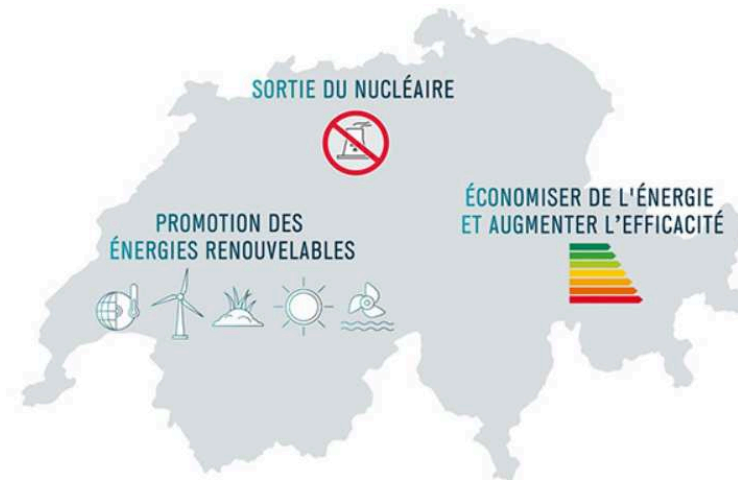 SORTIE DU NUCLÉAIRE
ÉCONOMISER DE L'ÉNERGIE
ET AUGMENTER L’EFFICACITÉ
PROMOTION DES
ÉNERGIES RENOUVELABLES